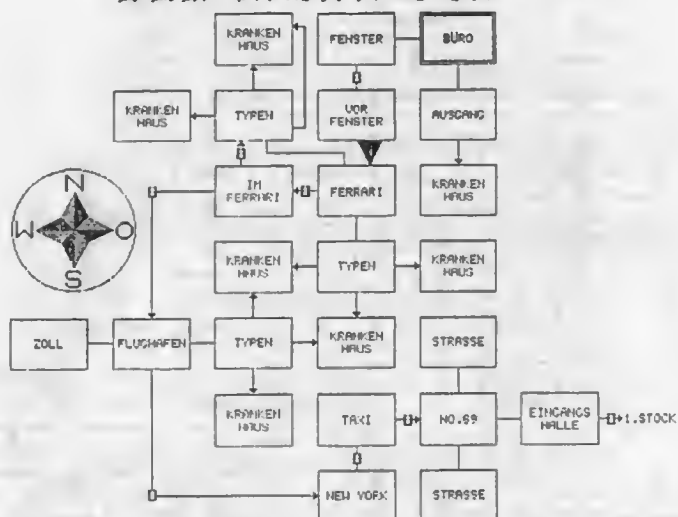 KRANKEN
HAUS
FENSTER
BÜRO
KRANKEN
HAUS
TYPEN
VOR
FENSTER
AUSGANG
IM
FERRARI
FERRARI
KRANKEN
HAUS
N
W
O
S
KRANKEN
HAUS
TYPEN
KRANKEN
HAUS
ZOLL
FLUGHAFEN
TYPEN
KRANKEN
HAUS
STRASSE
KRANKEN
HAUS
TAXI
NO.69
EINGANGS
HALLE
1.STOCK
NEW YORK
STRASSE